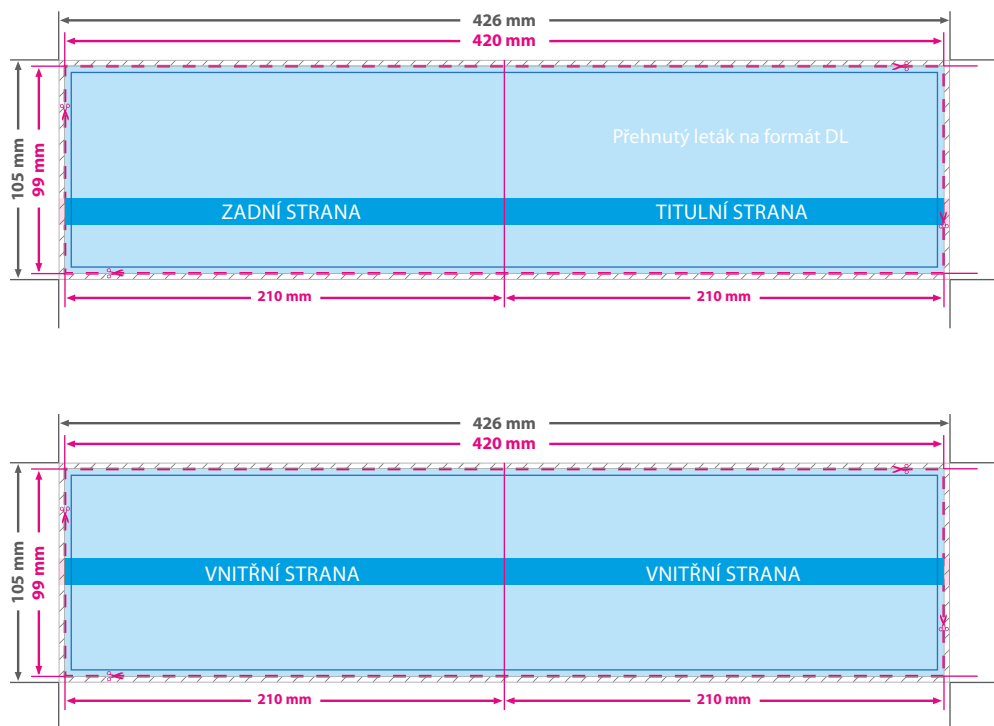 426 mm
420 mm
105 mm
99 mm
Přehnutý leták na formát DL
ZADNÍ STRANA
TITULNÍ STRANA
210 mm
210 mm
426 mm
420 mm
105 mm
99 mm
VNITŘNÍ STRANA
VNITŘNÍ STRANA
210 mm
210 mm